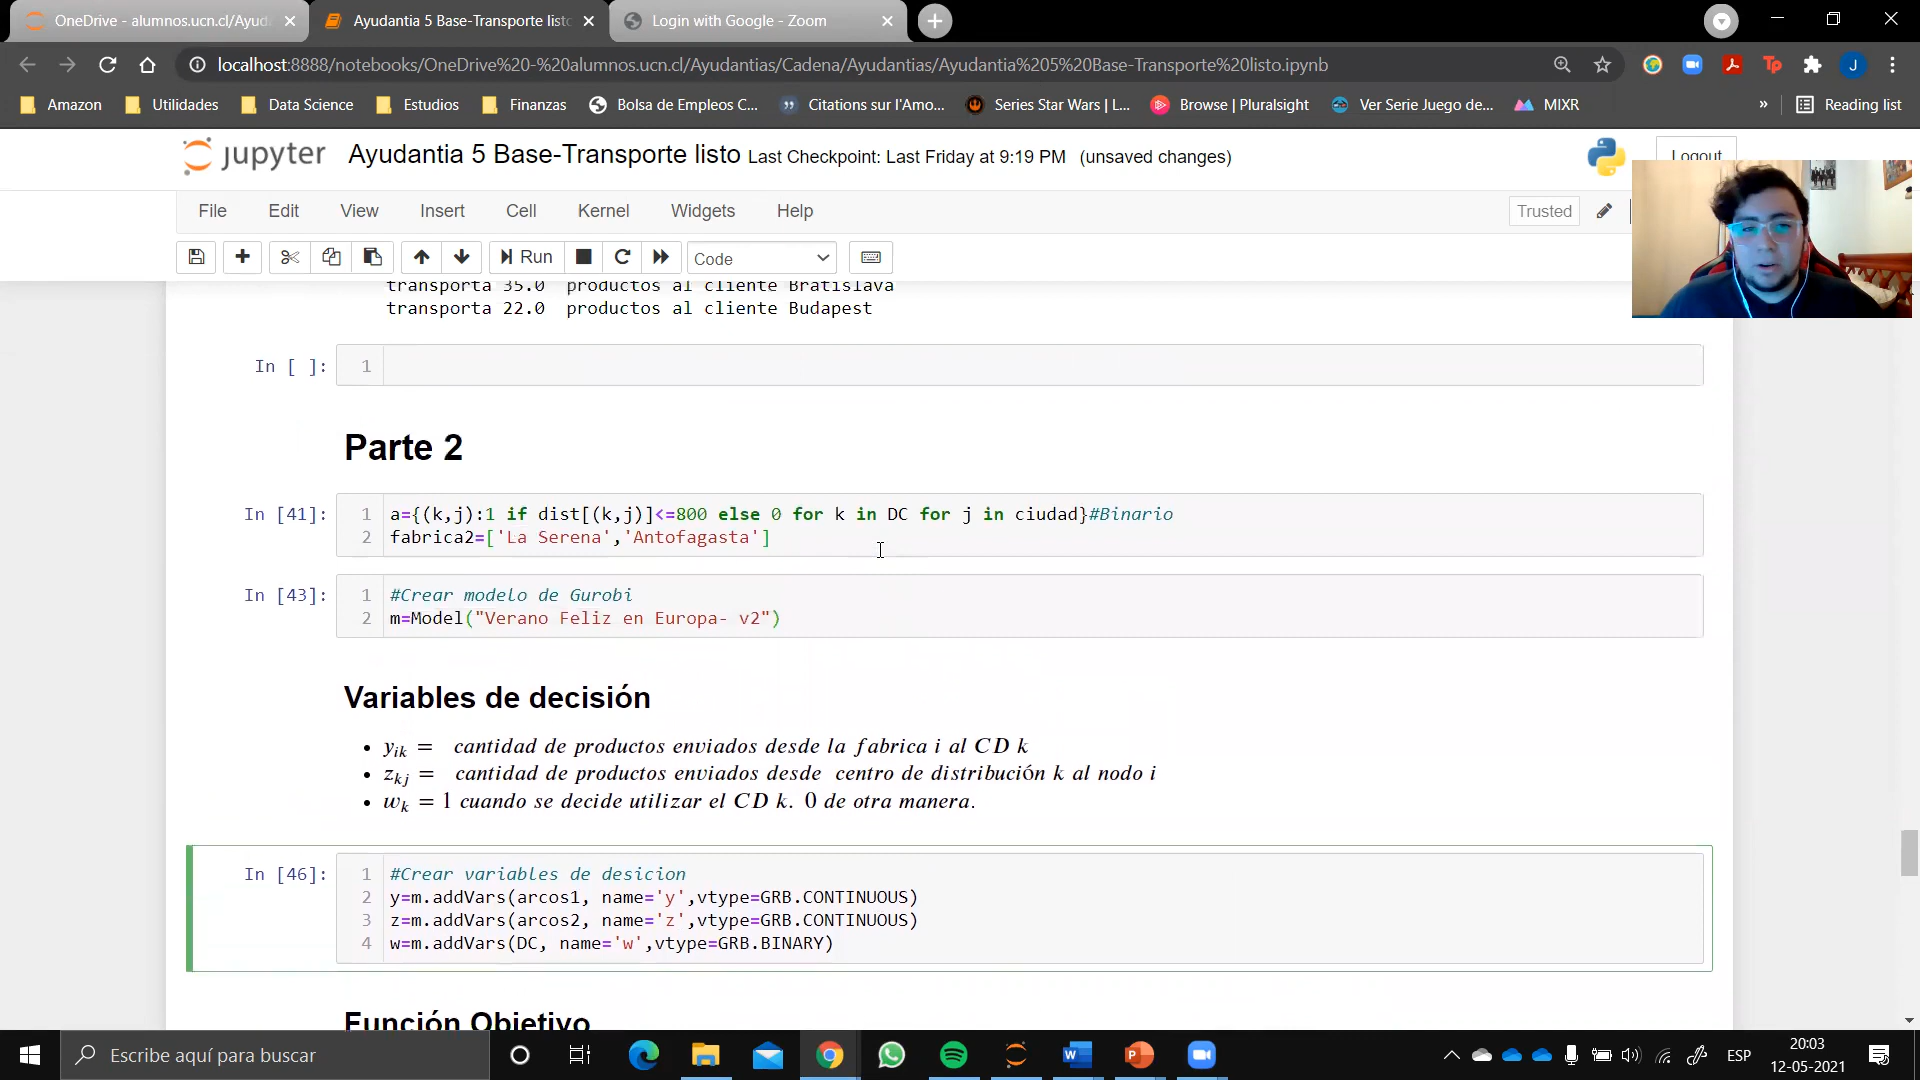 OneDrive - alumnos.ucn.cl/Ayud
Ayudantia 5 Base-Transporte listo
Login with Google - Zoom
localhost:8888/notebooks/OneDrive%20-%20alumnos.ucn.cl/Ayudantias/Cadena/Ayudantias/Ayudantia%205%20Base-Transporte%20listo.ipynb
Amazon
Utilidades
Data Science
Estudios
Finanzas
Bolsa de Empleos C...
Citations sur l'Amo...
Series Star Wars | L...
Browse | Pluralsight
Ver Serie Juego de...
MIXR
»
Reading list
jupyter Ayudantia 5 Base-Transporte listo Last Checkpoint: Last Friday at 9:19 PM (unsaved changes)
Logout
File Edit View Insert Cell Kernel Widgets Help
Trusted
Run
Code
transporta 35.0 productos al cliente Bratislava
transporta 22.0 productos al cliente Budapest
In [ ]: 1
Parte 2
In [41]: 1 a={(k,j):1 if dist[(k,j)]<=800 else 0 for k in DC for j in ciudad}#Binario
2 fabrica2=['La Serena','Antofagasta']
In [43]: 1 #Crear modelo de Gurobi
2 m=Model("Verano Feliz en Europa- v2")
Variables de decisión
• yik = cantidad de productos enviados desde la fabrica i al CD k
• zkj = cantidad de productos enviados desde centro de distribución k al nodo i
• wk = 1 cuando se decide utilizar el CD k. 0 de otra manera.
In [46]: 1 #Crear variables de desicion
2 y=m.addVars(arcos1, name='y',vtype=GRB.CONTINUOUS)
3 z=m.addVars(arcos2, name='z',vtype=GRB.CONTINUOUS)
4 w=m.addVars(DC, name='w',vtype=GRB.BINARY)
Función Objetivo
Escribe aquí para buscar
ESP
20:03
12-05-2021